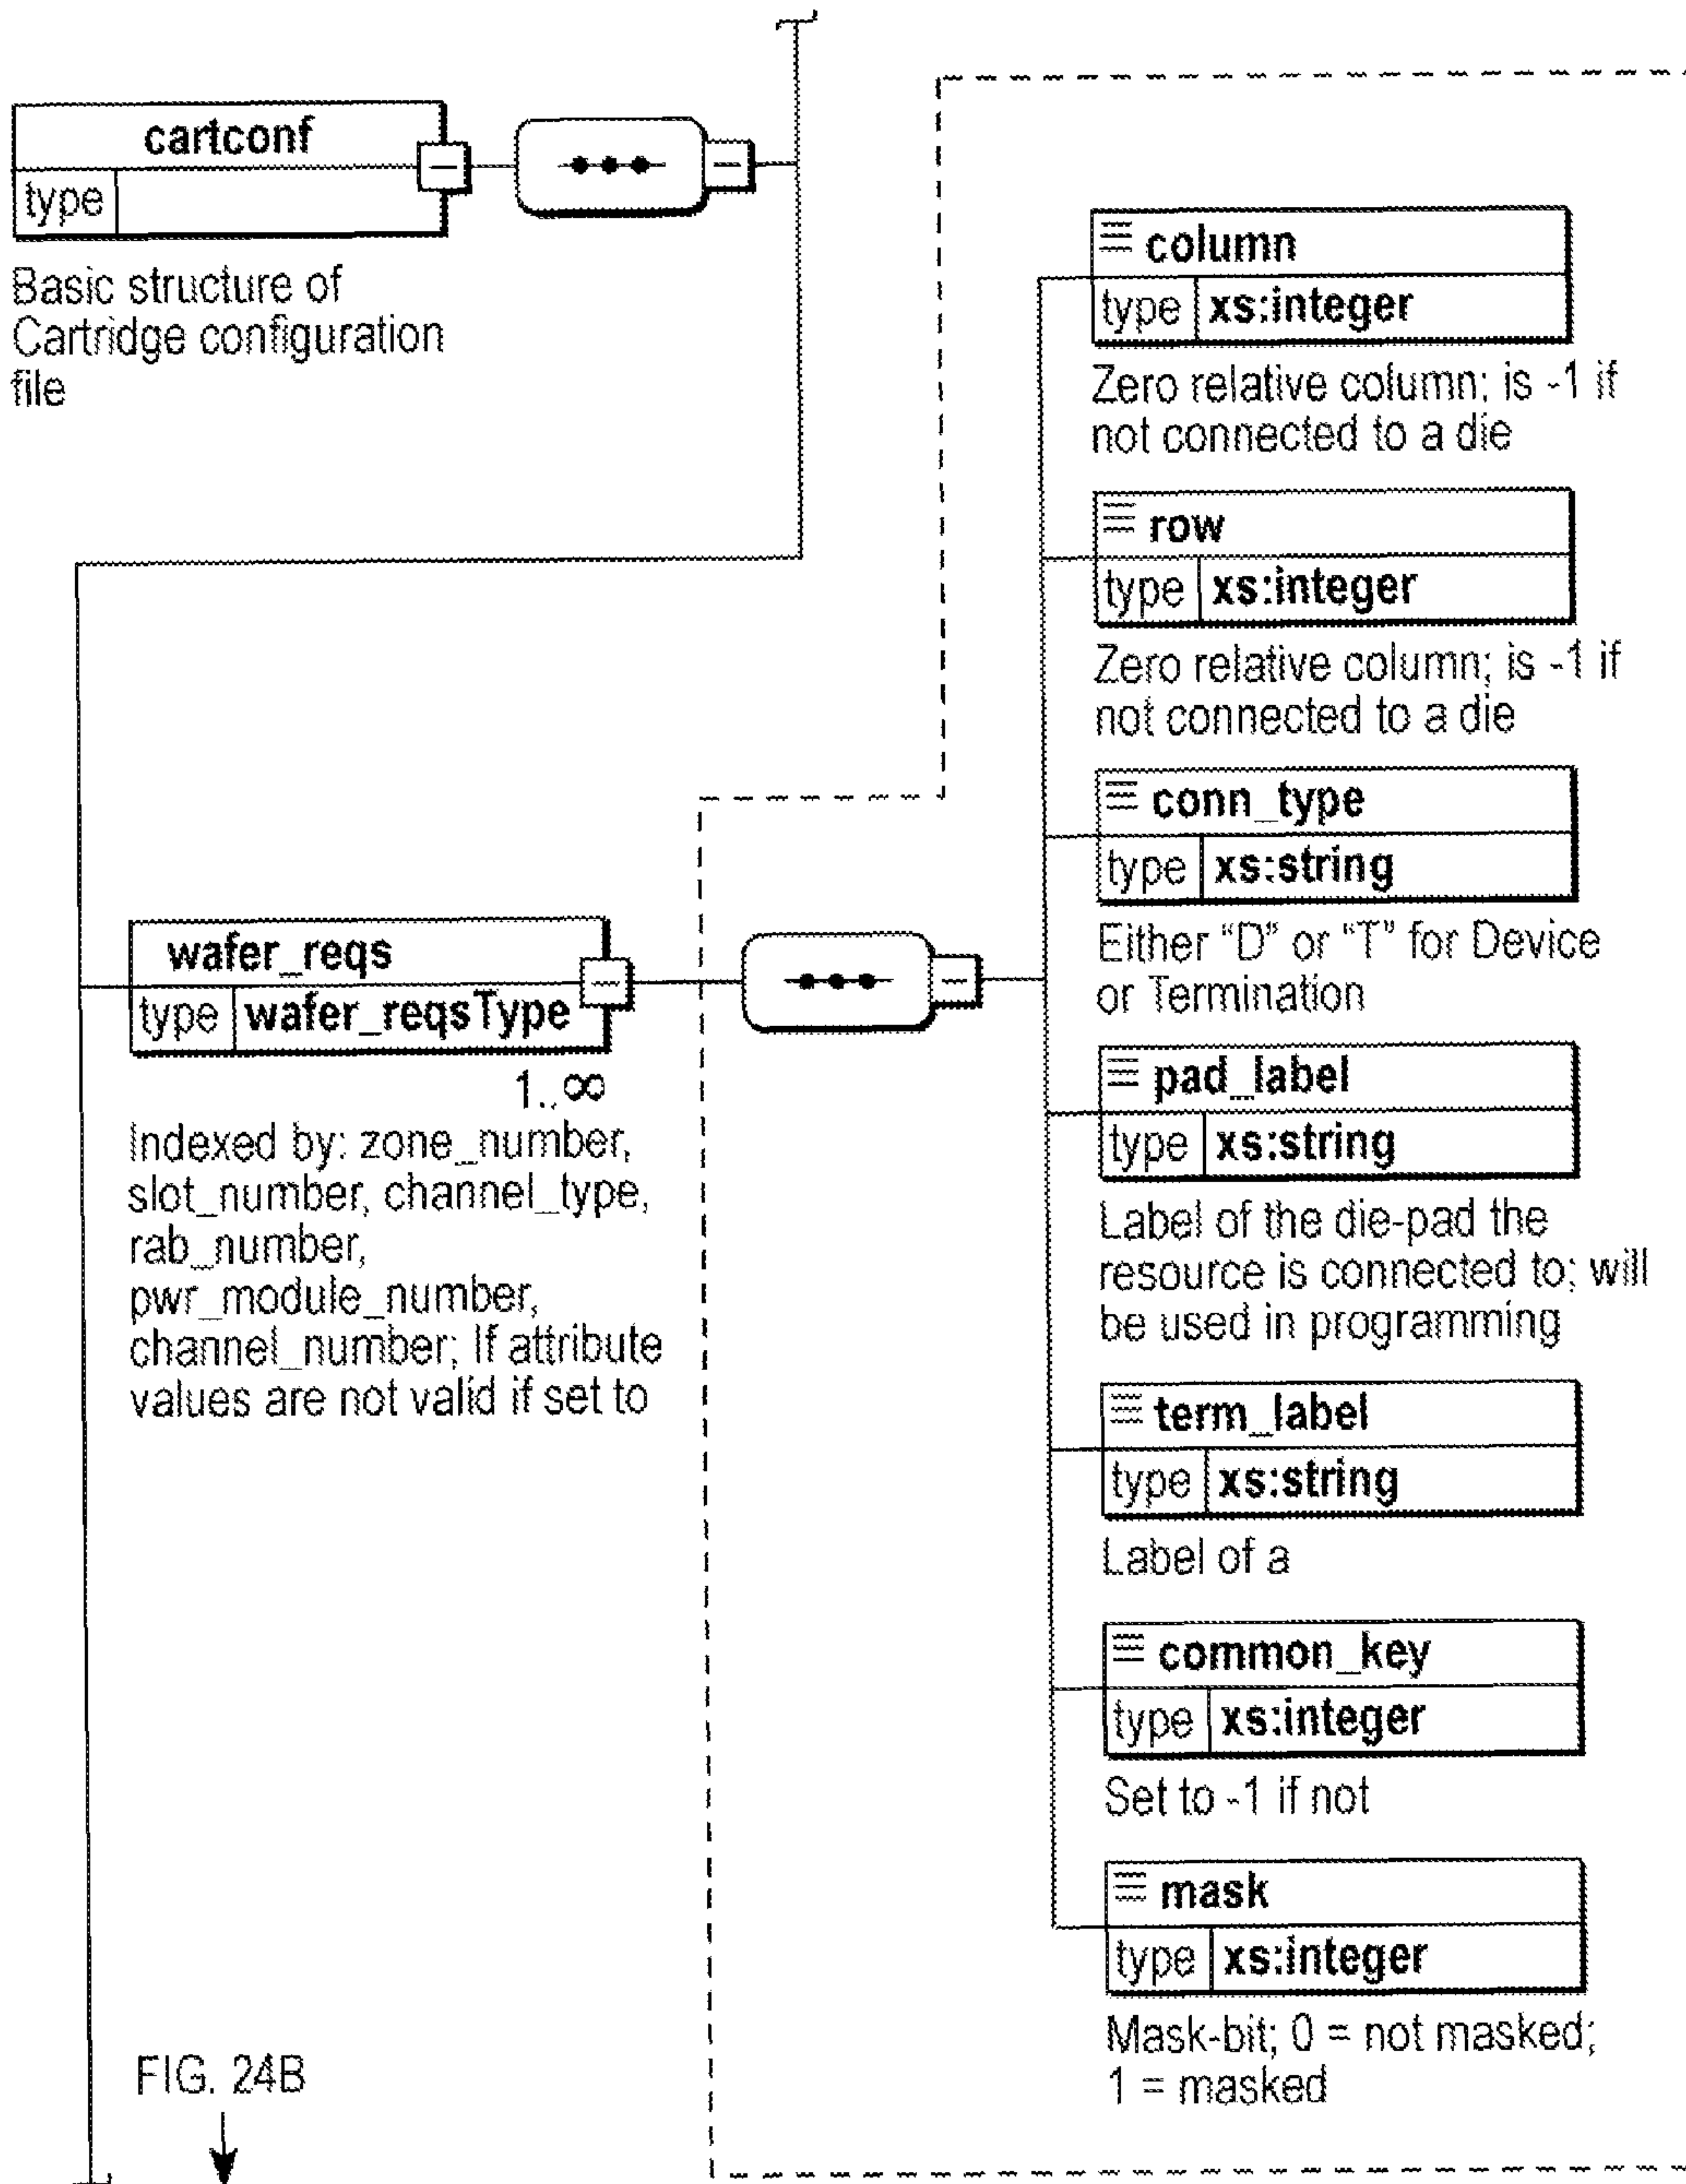 cartconf
type
Basic structure of
Cartridge configuration
file
wafer_reqs
type wafer_reqsType
1..∞
Indexed by: zone_number,
slot_number, channel_type,
rab_number,
pwr_module_number,
channel_number; If attribute
values are not valid if set to
column
type xs:integer
Zero relative column; is -1 if
not connected to a die
row
type xs:integer
Zero relative column; is -1 if
not connected to a die
conn_type
type xs:string
Either “D” or “T” for Device
or Termination
pad_label
type xs:string
Label of the die-pad the
resource is connected to; will
be used in programming
term_label
type xs:string
Label of a
common_key
type xs:integer
Set to -1 if not
mask
type xs:integer
Mask-bit; 0 = not masked;
1 = masked
FIG. 24B